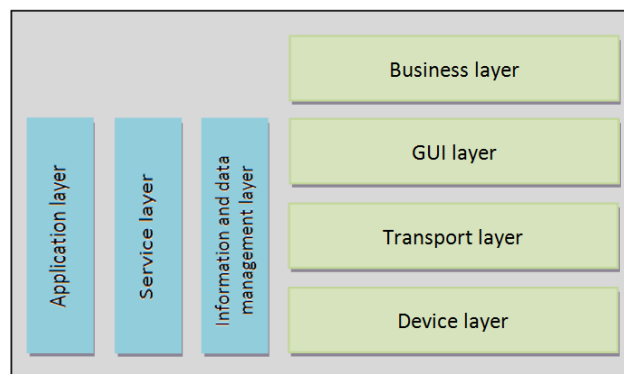 Business layer
GUI layer
Transport layer
Device layer
Application layer
Service layer
Information and data
management layer